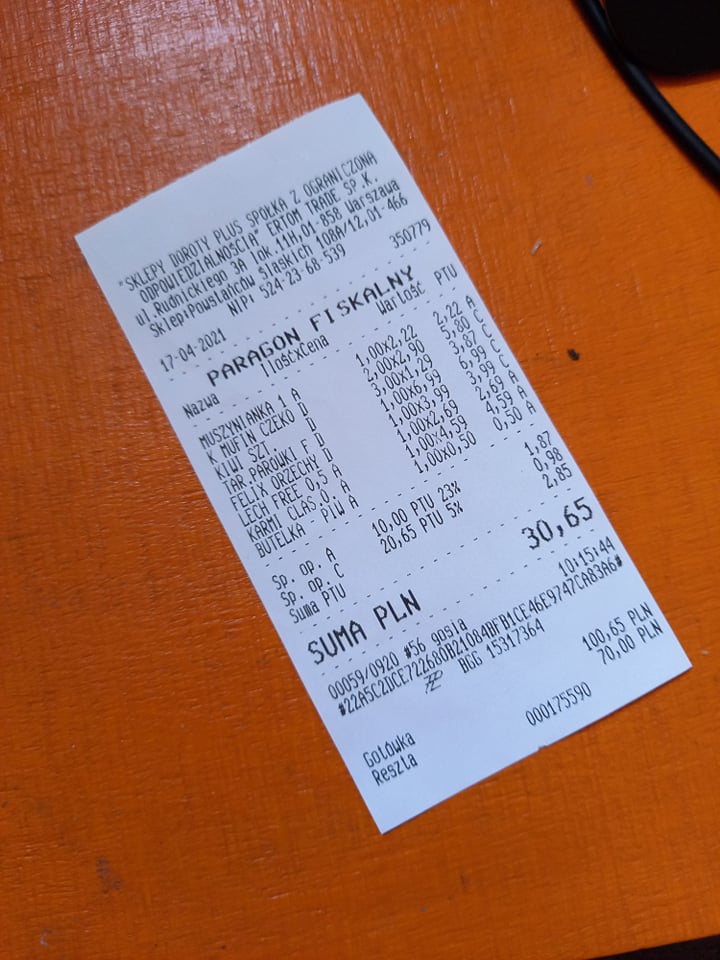 "SKLEPY DOROTY PLUS SPÓŁKA Z OGRANICZONĄ
ODPOWIEDZIALNOŚCIĄ" ERTOM TRADE SP.K.
ul.Rudnickiego 3A lok.11H,01-858 Warszawa
Sklep:Powstańców Śląskich 108A/12,01-466
NIP: 524-23-68-539
17-04-2021 350779
PARAGON FISKALNY
Nazwa IlośćxCena Wartość PTU
MUSZYNIANKA 1 A 1,00x2,22 2,22 A
K MUFIN CZEKO D 2,00x2,90 5,80 C
KIWI SZT D 3,00x1,29 3,87 C
TAR.PARÓWKI F D 1,00x6,99 6,99 C
FELIX ORZECHY D 1,00x3,99 3,99 C
LECH FREE 0,5 A 1,00x2,69 2,69 A
KARMI CLAS 0, A 1,00x4,59 4,59 A
BUTELKA - PIW A 1,00x0,50 0,50 A
Sp. op. A 10,00 PTU 23% 1,87
Sp. op. C 20,65 PTU 5% 0,98
Suma PTU 2,85
SUMA PLN 30,65
00059/0920 #56 gosia 10:15:44
#22A5C2DCE722680B21084BFB1CE46E9747CA83A6#
BGG 15317364
Gotówka 100,65 PLN
Reszta 70,00 PLN
000175590